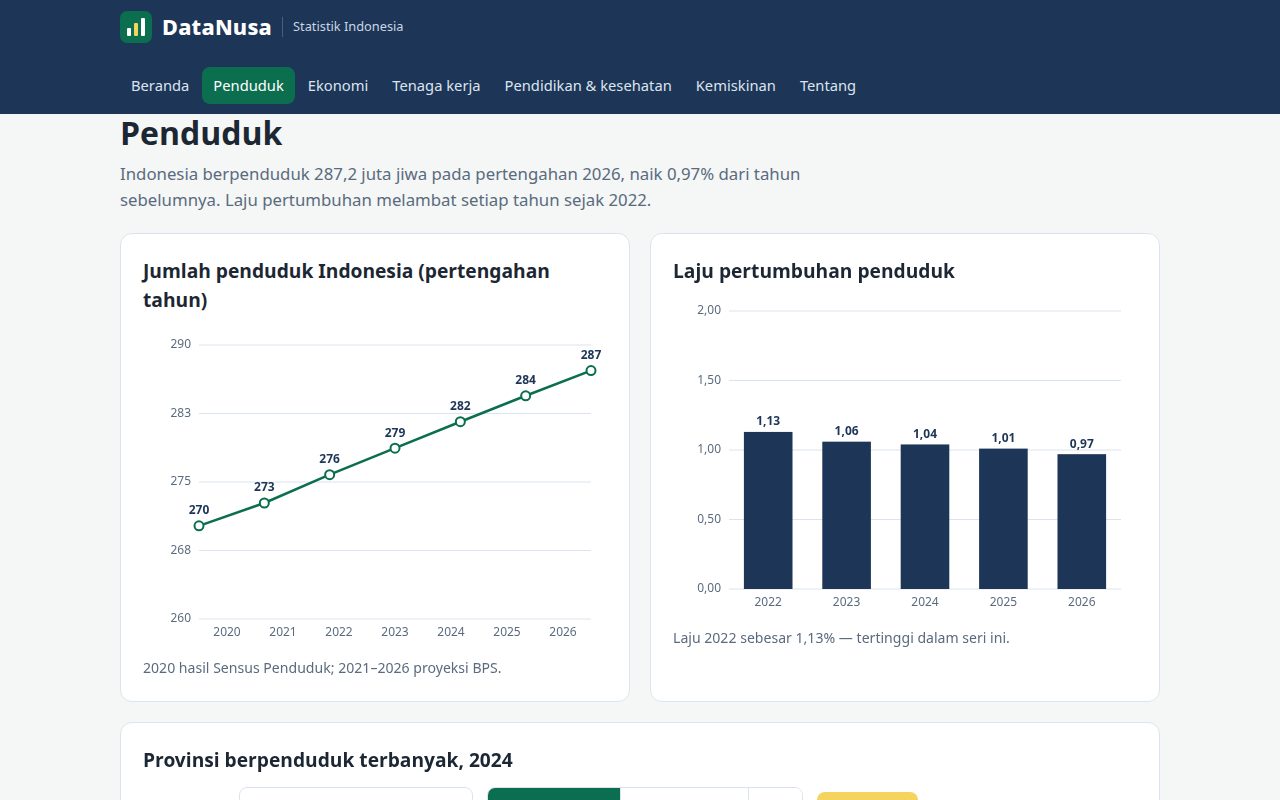 DataNusa
Statistik Indonesia
Beranda
Penduduk
Ekonomi
Tenaga kerja
Pendidikan & kesehatan
Kemiskinan
Tentang
Penduduk
Indonesia berpenduduk 287,2 juta jiwa pada pertengahan 2026, naik 0,97% dari tahun
sebelumnya. Laju pertumbuhan melambat setiap tahun sejak 2022.
Jumlah penduduk Indonesia (pertengahan
tahun)
290
283
275
268
260
270
273
276
279
282
284
287
2020
2021
2022
2023
2024
2025
2026
2020 hasil Sensus Penduduk; 2021–2026 proyeksi BPS.
Laju pertumbuhan penduduk
2,00
1,50
1,00
0,50
0,00
1,13
1,06
1,04
1,01
0,97
2022
2023
2024
2025
2026
Laju 2022 sebesar 1,13% — tertinggi dalam seri ini.
Provinsi berpenduduk terbanyak, 2024